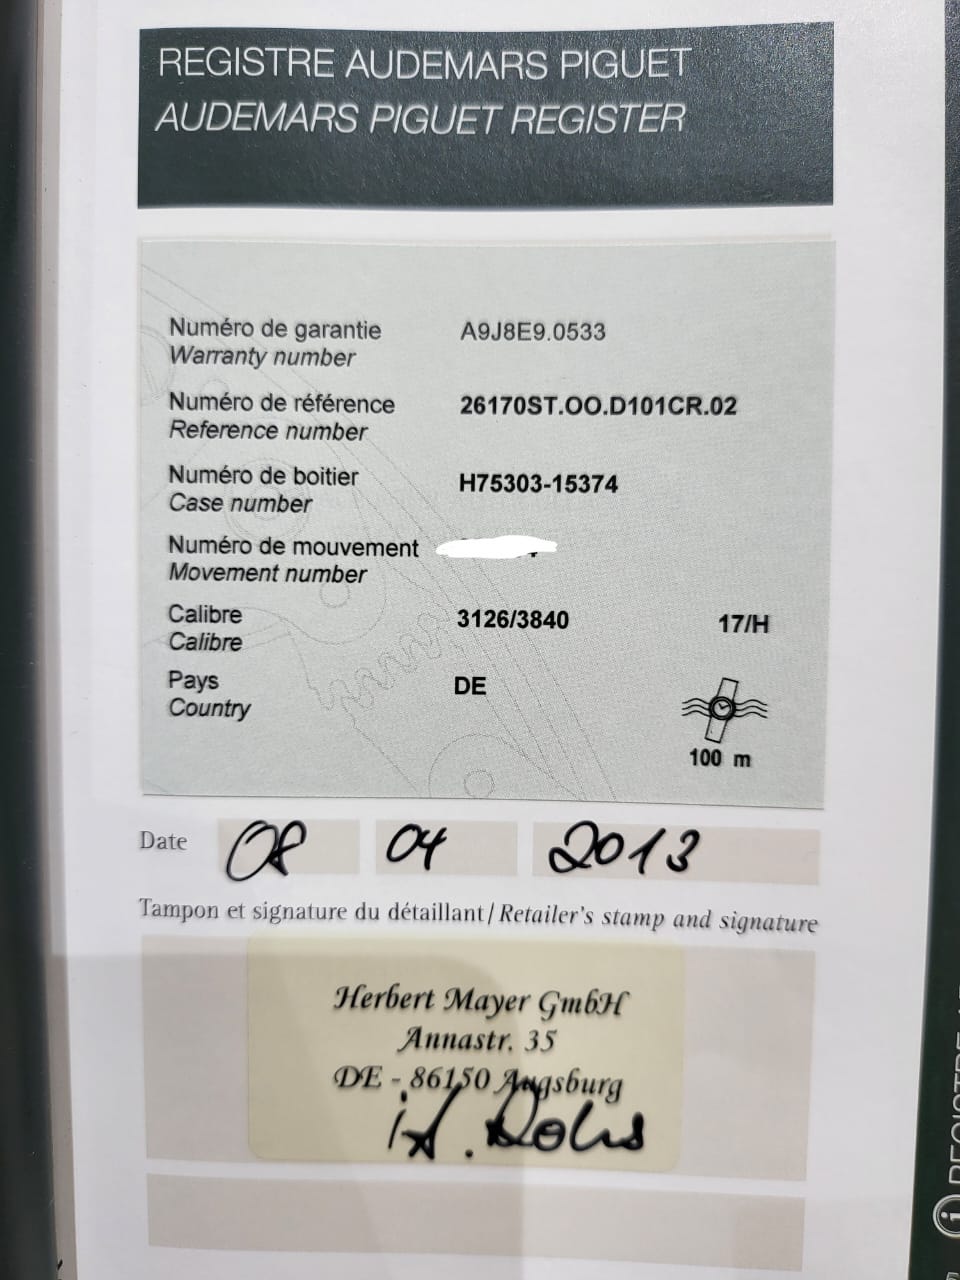 REGISTRE AUDEMARS PIGUET
AUDEMARS PIGUET REGISTER
Numéro de garantie A9J8E9.0533
Warranty number
Numéro de référence 26170ST.OO.D101CR.02
Reference number
Numéro de boitier H75303-15374
Case number
Numéro de mouvement
Movement number
Calibre 3126/3840 17/H
Calibre
Pays DE
Country
100 m
Date 08 04 2013
Tampon et signature du détaillant/Retailer's stamp and signature
Herbert Mayer GmbH
Annastr. 35
DE - 86150 Augsburg